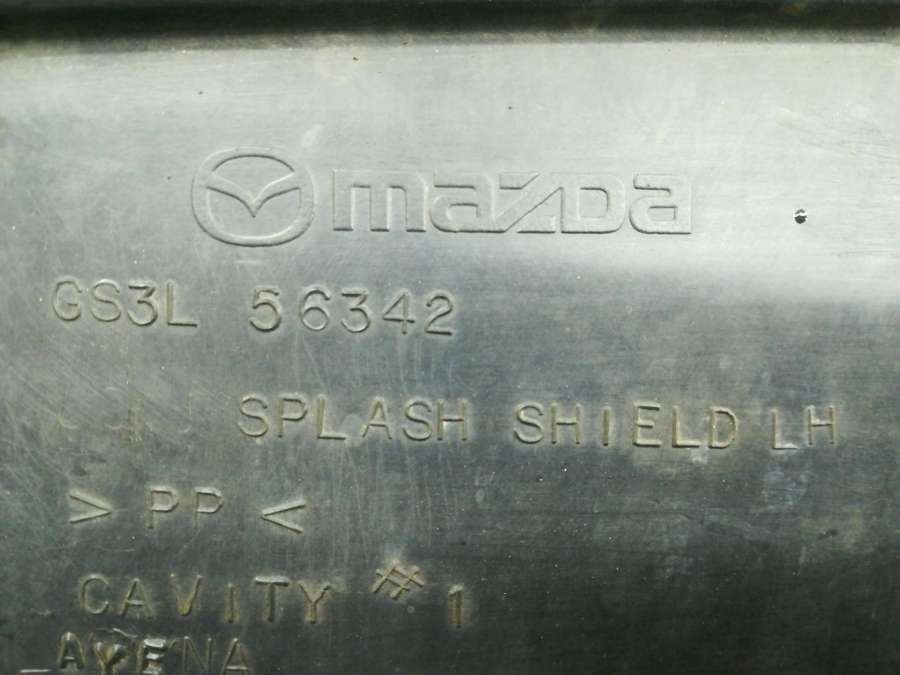 mazda
GS3L 56342
SPLASH SHIELD LH
> PP <
CAVITY #1